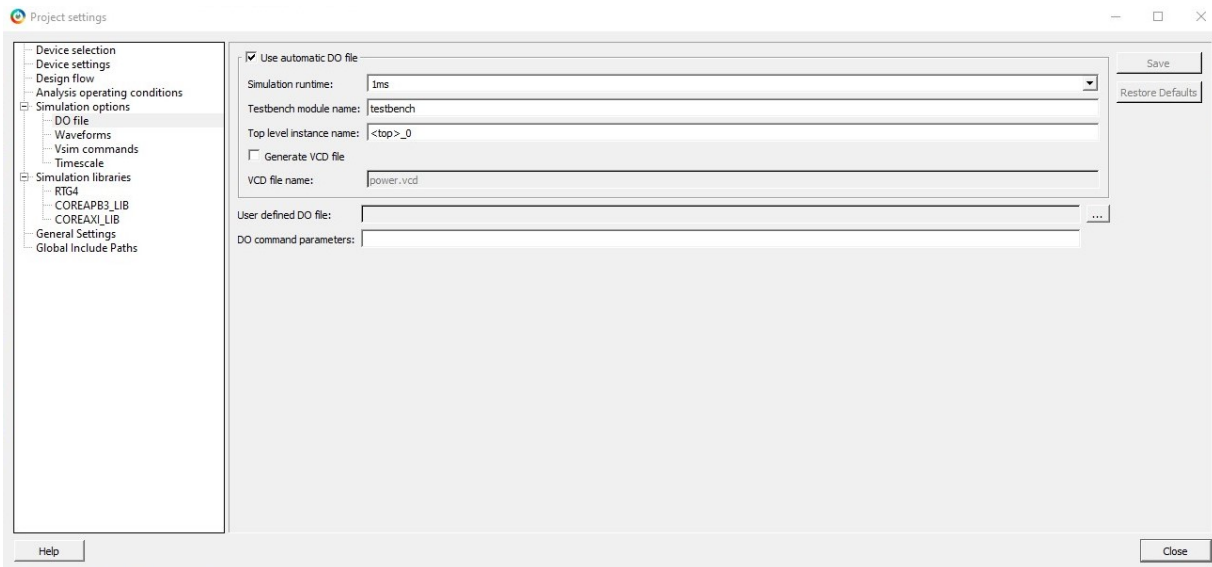 Project settings
Device selection
Device settings
Design flow
Analysis operating conditions
Simulation options
DO file
Waveforms
Vsim commands
Timescale
Simulation libraries
RTG4
COREAPB3_LIB
COREAXI_LIB
General Settings
Global Include Paths
Use automatic DO file
Simulation runtime: 1ms
Testbench module name: testbench
Top level instance name: <top>_0
Generate VCD file
VCD file name: power.vcd
User defined DO file: ...
DO command parameters:
Save
Restore Defaults
Help
Close